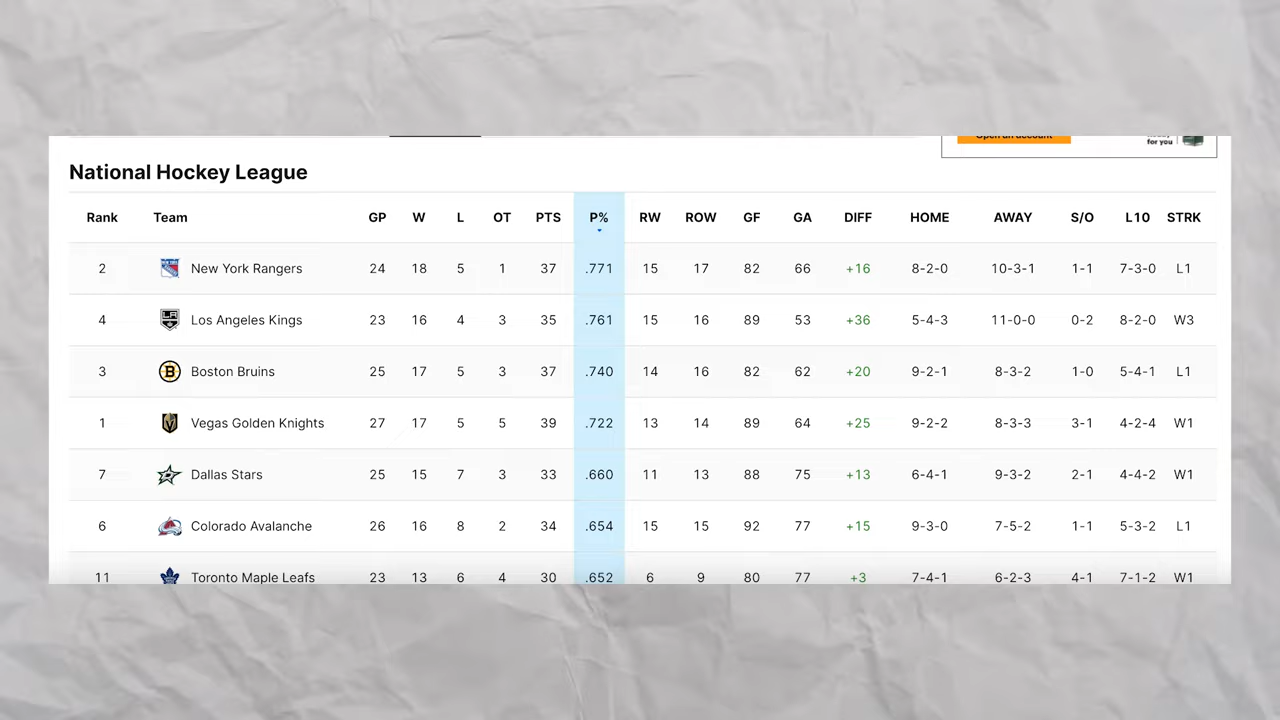 Open an account
for you
National Hockey League
Rank Team GP W L OT PTS P% RW ROW GF GA DIFF HOME AWAY S/O L10 STRK
2 New York Rangers 24 18 5 1 37 .771 15 17 82 66 +16 8-2-0 10-3-1 1-1 7-3-0 L1
4 Los Angeles Kings 23 16 4 3 35 .761 15 16 89 53 +36 5-4-3 11-0-0 0-2 8-2-0 W3
3 Boston Bruins 25 17 5 3 37 .740 14 16 82 62 +20 9-2-1 8-3-2 1-0 5-4-1 L1
1 Vegas Golden Knights 27 17 5 5 39 .722 13 14 89 64 +25 9-2-2 8-3-3 3-1 4-2-4 W1
7 Dallas Stars 25 15 7 3 33 .660 11 13 88 75 +13 6-4-1 9-3-2 2-1 4-4-2 W1
6 Colorado Avalanche 26 16 8 2 34 .654 15 15 92 77 +15 9-3-0 7-5-2 1-1 5-3-2 L1
11 Toronto Maple Leafs 23 13 6 4 30 .652 6 9 80 77 +3 7-4-1 6-2-3 4-1 7-1-2 W1